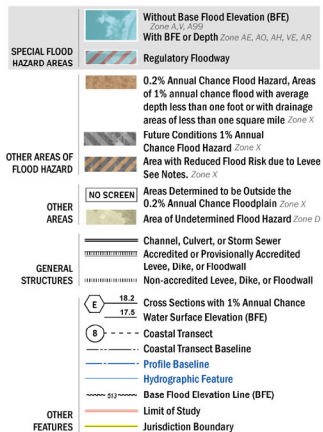 Without Base Flood Elevation (BFE)
Zone A,V, A99
With BFE or Depth Zone AE, AO, AH, VE, AR
SPECIAL FLOOD
HAZARD AREAS
Regulatory Floodway
0.2% Annual Chance Flood Hazard, Areas
of 1% annual chance flood with average
depth less than one foot or with drainage
areas of less than one square mile Zone X
Future Conditions 1% Annual
Chance Flood Hazard Zone X
OTHER AREAS OF
FLOOD HAZARD
Area with Reduced Flood Risk due to Levee
See Notes. Zone X
NO SCREEN
Areas Determined to be Outside the
0.2% Annual Chance Floodplain Zone X
OTHER
AREAS
Area of Undetermined Flood Hazard Zone D
Channel, Culvert, or Storm Sewer
Accredited or Provisionally Accredited
Levee, Dike, or Floodwall
GENERAL
STRUCTURES
Non-accredited Levee, Dike, or Floodwall
E 18.2 Cross Sections with 1% Annual Chance
17.5 Water Surface Elevation (BFE)
8 Coastal Transect
Coastal Transect Baseline
Profile Baseline
Hydrographic Feature
513 Base Flood Elevation Line (BFE)
Limit of Study
OTHER
FEATURES
Jurisdiction Boundary